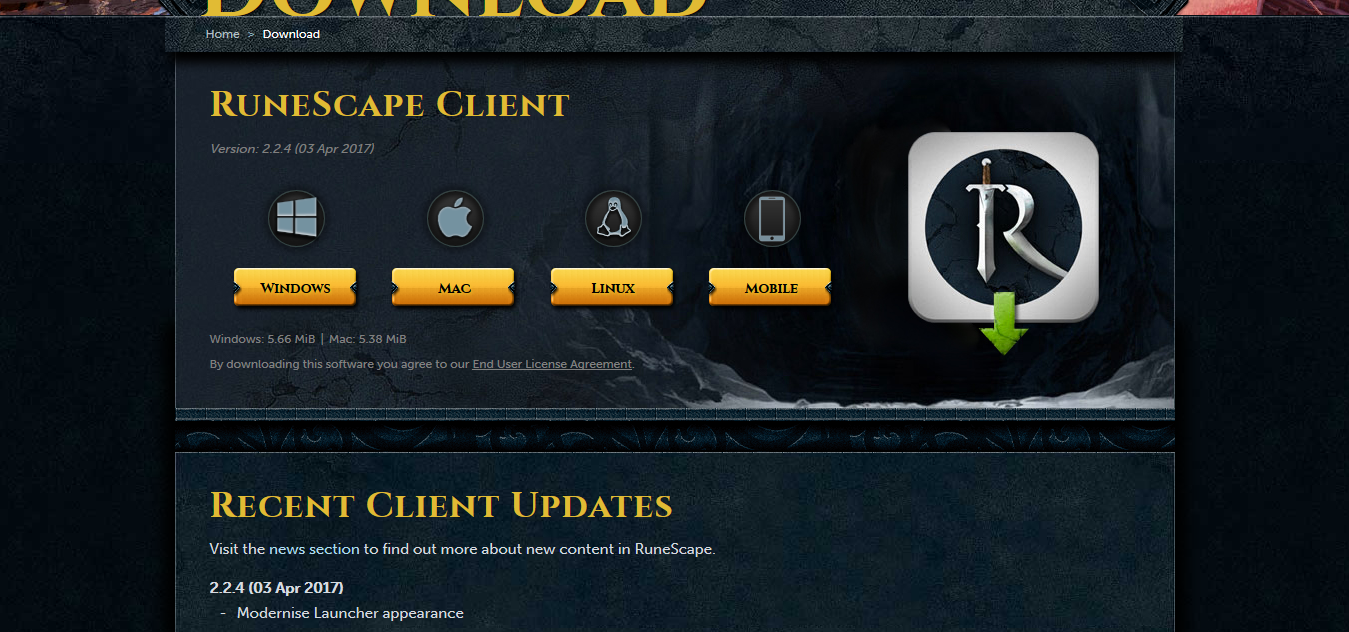 DOWNLOAD
Home > Download
RuneScape Client
Version: 2.2.4 (03 Apr 2017)
Windows Mac Linux Mobile
Windows: 5.66 MiB | Mac: 5.38 MiB
By downloading this software you agree to our End User License Agreement.
Recent Client Updates
Visit the news section to find out more about new content in RuneScape.
2.2.4 (03 Apr 2017)
- Modernise Launcher appearance